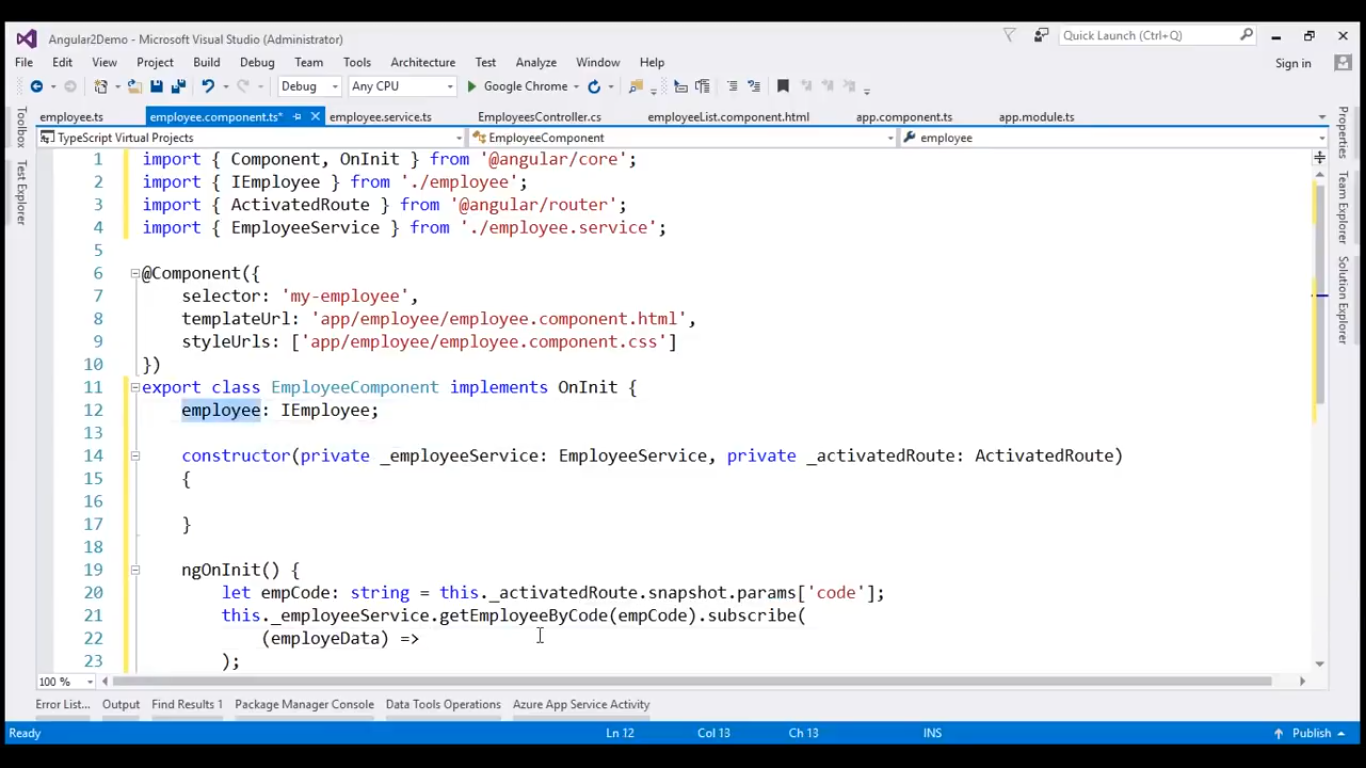 Angular2Demo - Microsoft Visual Studio (Administrator)
Quick Launch (Ctrl+Q)
File Edit View Project Build Debug Team Tools Architecture Test Analyze Window Help
Sign in
Debug Any CPU Google Chrome
employee.ts employee.component.ts* employee.service.ts EmployeesController.cs employeeList.component.html app.component.ts app.module.ts
TypeScript Virtual Projects EmployeeComponent employee
Toolbox
Test Explorer
1 import { Component, OnInit } from '@angular/core';
2 import { IEmployee } from './employee';
3 import { ActivatedRoute } from '@angular/router';
4 import { EmployeeService } from './employee.service';
5
6 @Component({
7 selector: 'my-employee',
8 templateUrl: 'app/employee/employee.component.html',
9 styleUrls: ['app/employee/employee.component.css']
10 })
11 export class EmployeeComponent implements OnInit {
12 employee: IEmployee;
13
14 constructor(private _employeeService: EmployeeService, private _activatedRoute: ActivatedRoute)
15 {
16
17 }
18
19 ngOnInit() {
20 let empCode: string = this._activatedRoute.snapshot.params['code'];
21 this._employeeService.getEmployeeByCode(empCode).subscribe(
22 (employeData) =>
23 );
Properties
Team Explorer
Solution Explorer
100 %
Error List... Output Find Results 1 Package Manager Console Data Tools Operations Azure App Service Activity
Ready Ln 12 Col 13 Ch 13 INS Publish